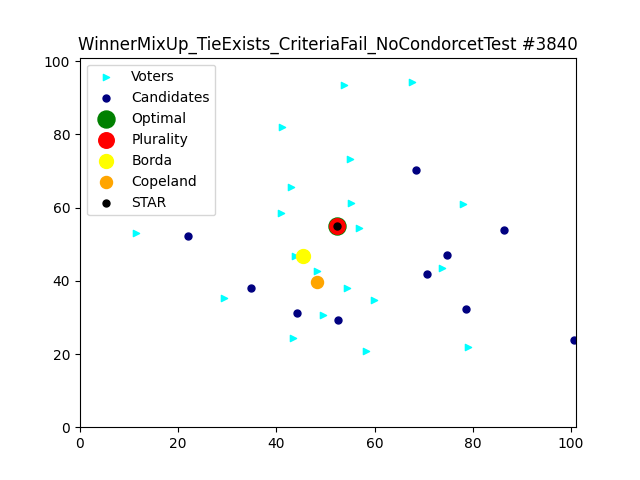 WinnerMixUp_TieExists_CriteriaFail_NoCondorcetTest #3840
100
80
60
40
20
0
Voters
Candidates
Optimal
Plurality
Borda
Copeland
STAR
0 20 40 60 80 100